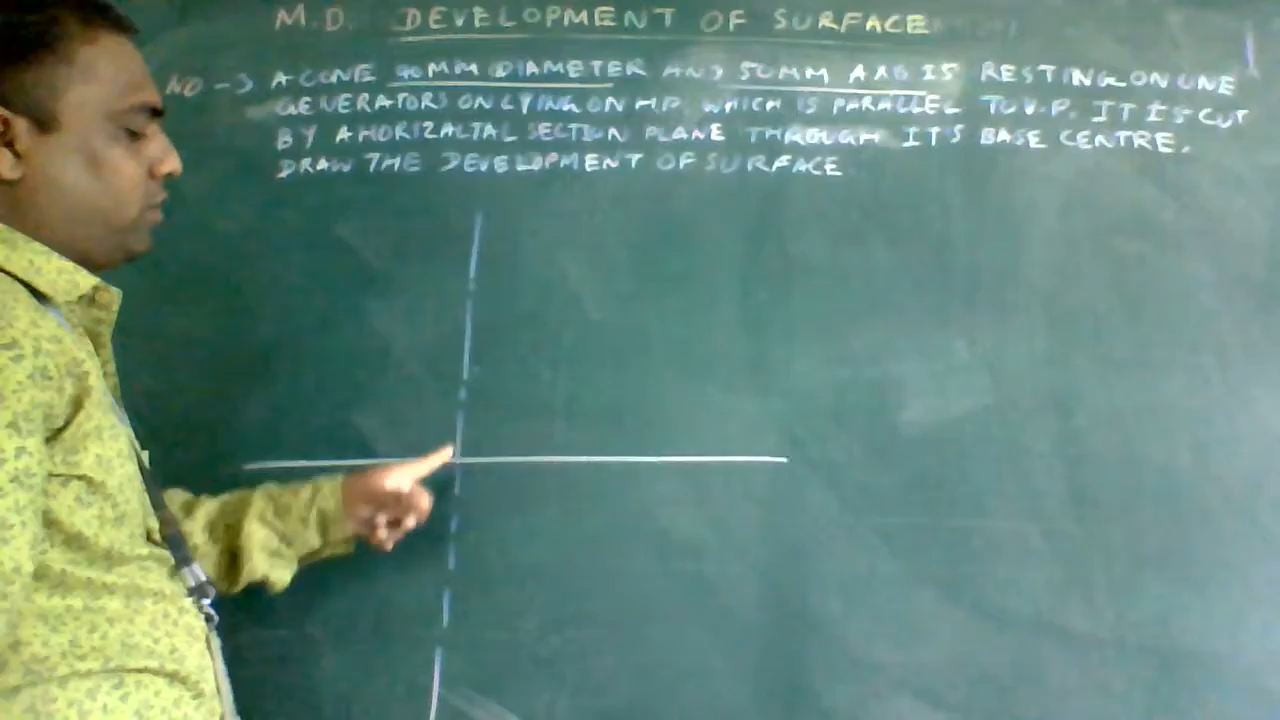 M.D. DEVELOPMENT OF SURFACE
NO-3 A CONE 40MM DIAMETER AND 50MM AXIS IS RESTING ON ONE
GENERATORS ON LYING ON HP WHICH IS PARALLEL TO V.P. IT IS CUT
BY A HORIZALTAL SECTION PLANE THROUGH IT'S BASE CENTRE.
DRAW THE DEVELOPMENT OF SURFACE